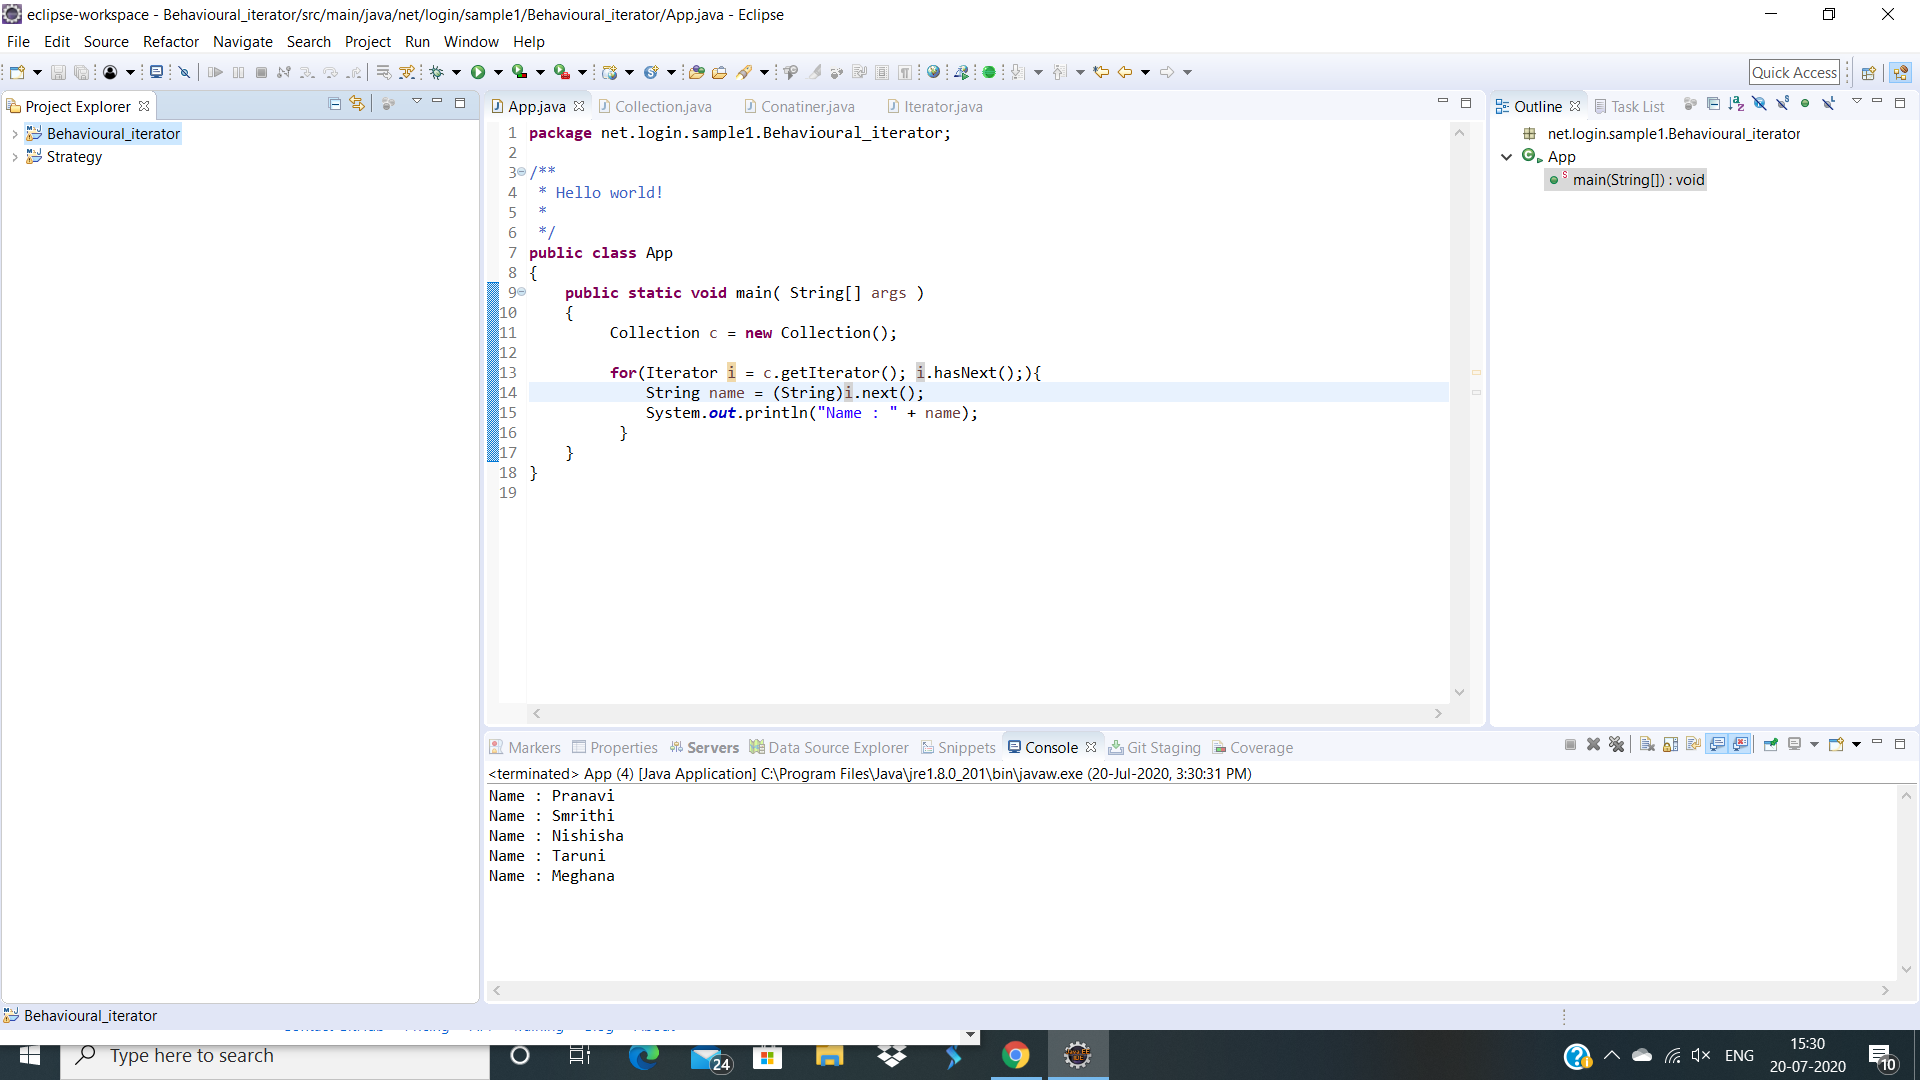 eclipse-workspace - Behavioural_iterator/src/main/java/net/login/sample1/Behavioural_iterator/App.java - Eclipse
File Edit Source Refactor Navigate Search Project Run Window Help
Quick Access
Project Explorer
Behavioural_iterator
Strategy
App.java Collection.java Conatiner.java Iterator.java
1 package net.login.sample1.Behavioural_iterator;
2
3 /**
4  * Hello world!
5  *
6  */
7 public class App
8 {
9     public static void main( String[] args )
10     {
11          Collection c = new Collection();
12
13          for(Iterator i = c.getIterator(); i.hasNext();){
14              String name = (String)i.next();
15              System.out.println("Name : " + name);
16           }
17     }
18 }
19
Outline Task List
net.login.sample1.Behavioural_iterator
App
main(String[]) : void
Markers Properties Servers Data Source Explorer Snippets Console Git Staging Coverage
<terminated> App (4) [Java Application] C:\Program Files\Java\jre1.8.0_201\bin\javaw.exe (20-Jul-2020, 3:30:31 PM)
Name : Pranavi
Name : Smrithi
Name : Nishisha
Name : Taruni
Name : Meghana
Behavioural_iterator
Type here to search
24
ENG
15:30
20-07-2020
10